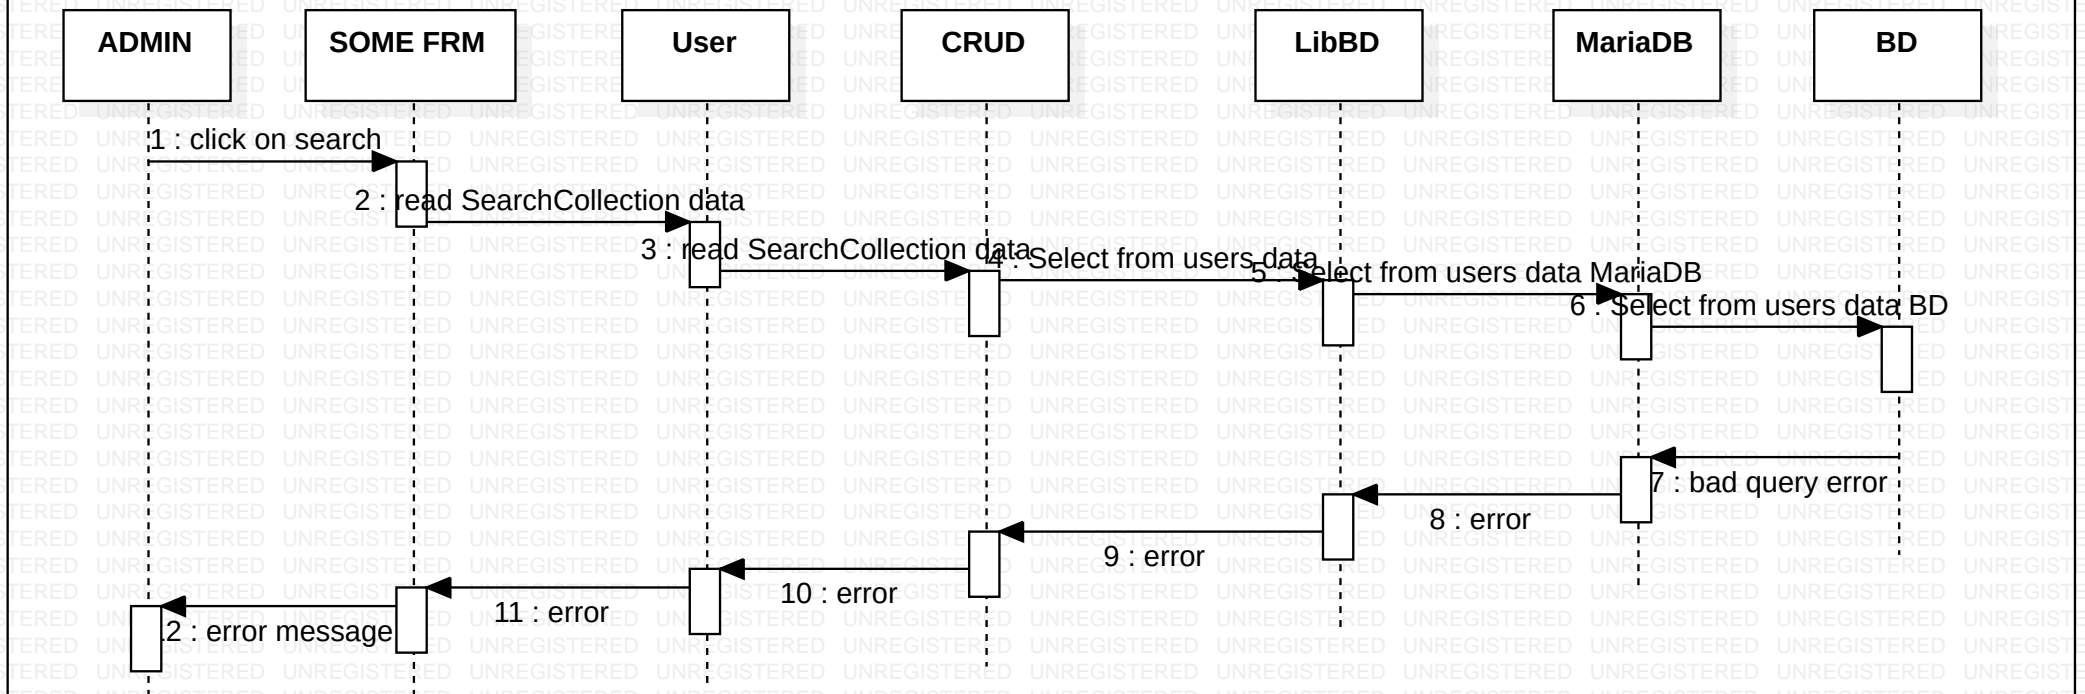 ADMIN
SOME FRM
User
CRUD
LibBD
MariaDB
BD
1 : click on search
2 : read SearchCollection data
3 : read SearchCollection data
4 : Select from users data
5 : Select from users data MariaDB
6 : Select from users data BD
7 : bad query error
8 : error
9 : error
10 : error
11 : error
12 : error message
UNREGISTERED